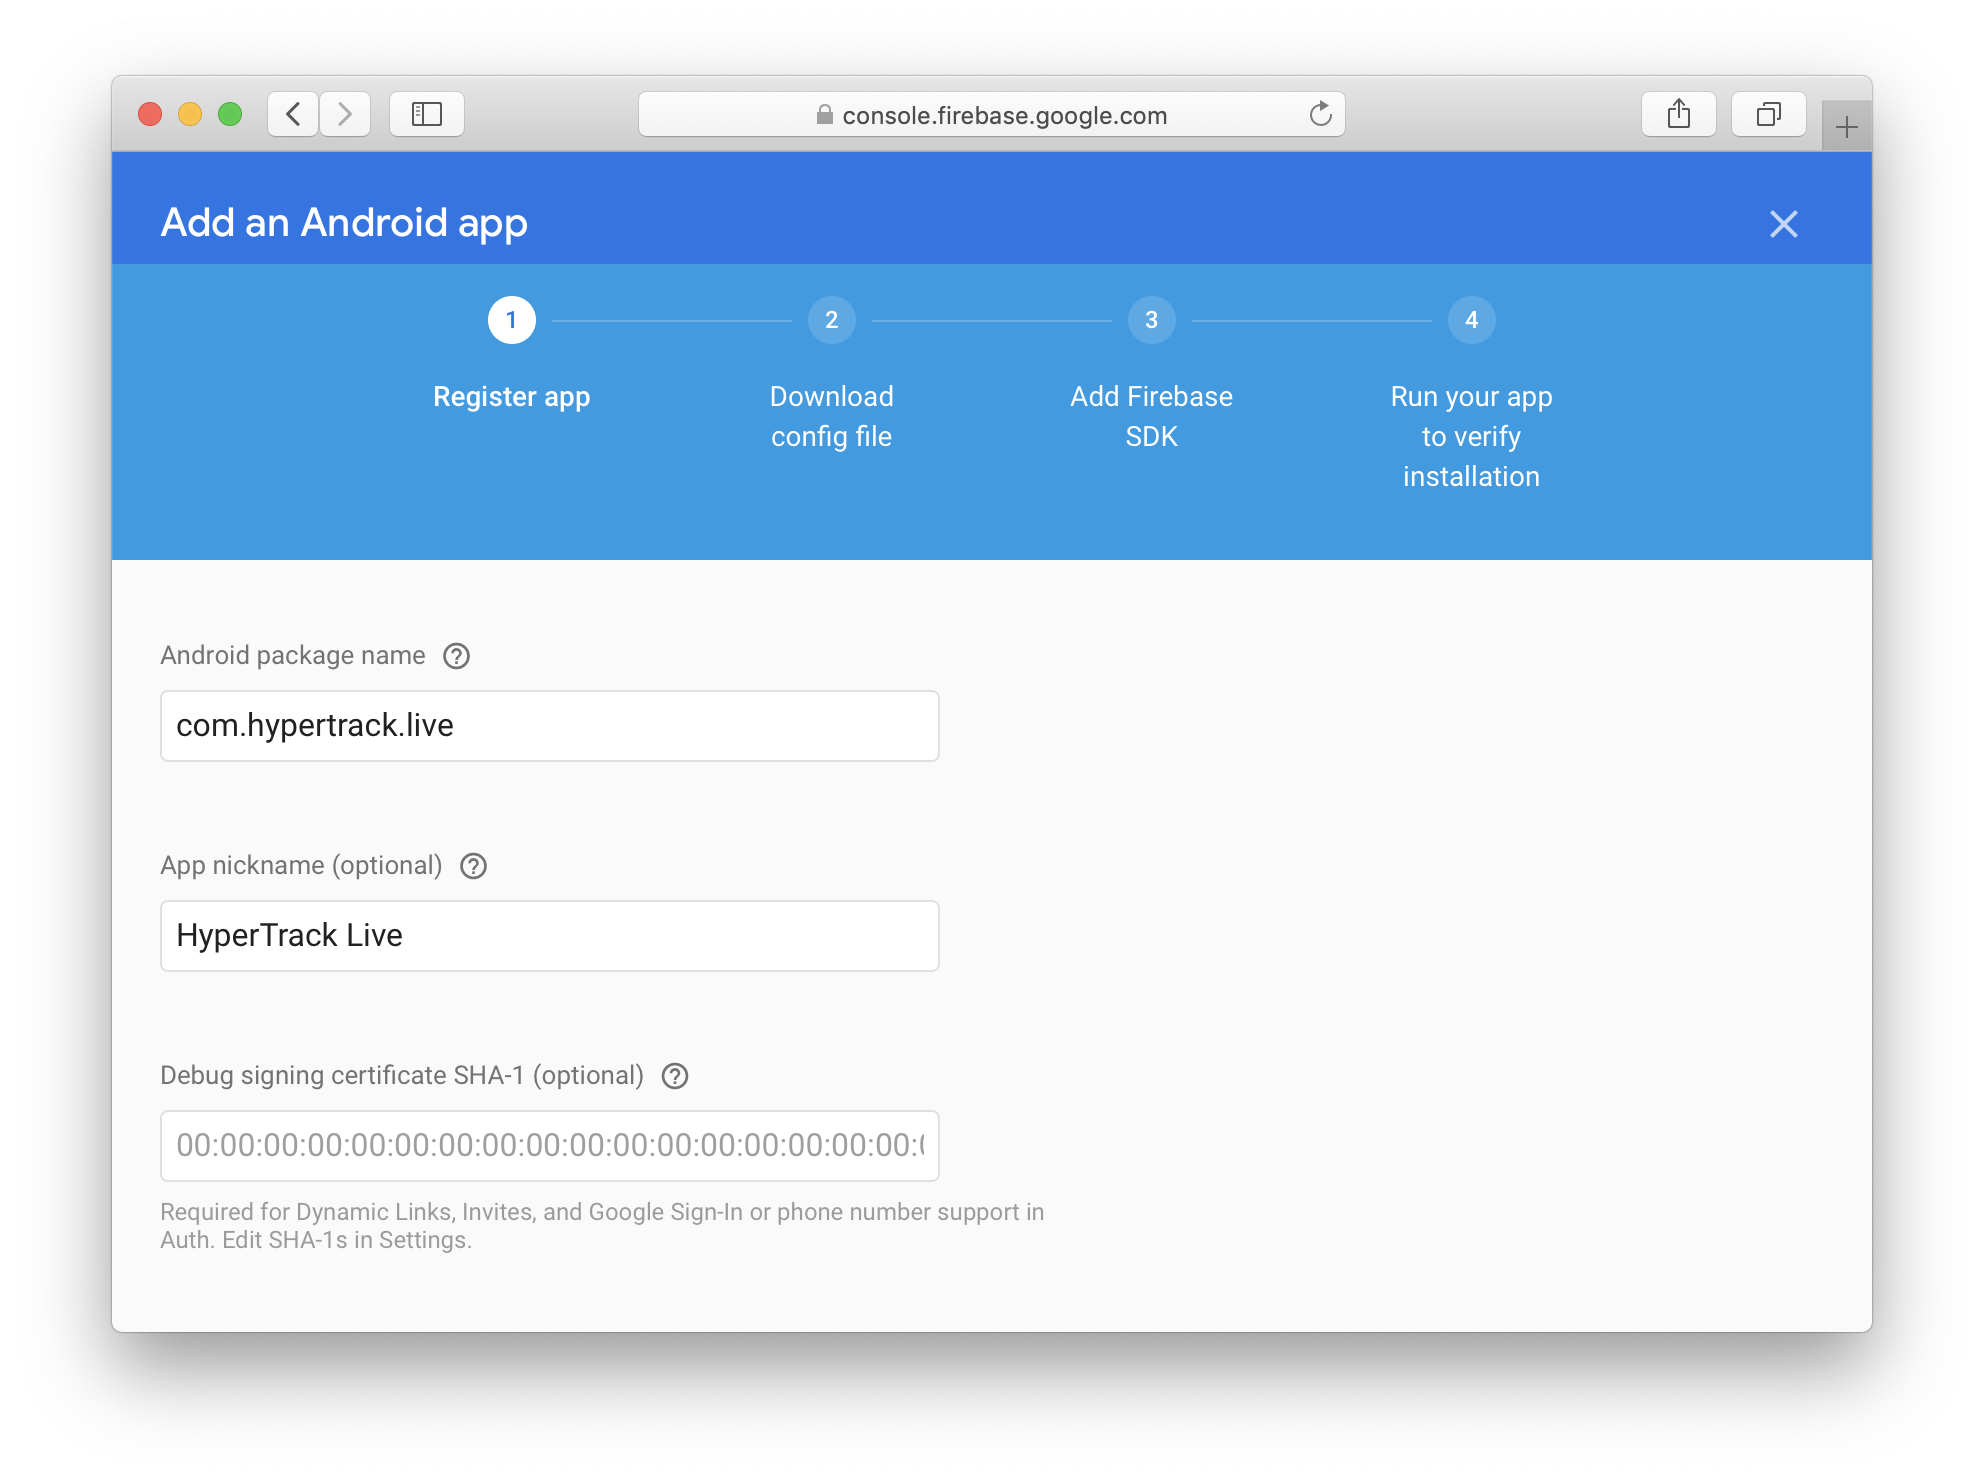 console.firebase.google.com
Add an Android app
1
2
3
4
Register app
Download
config file
Add Firebase
SDK
Run your app
to verify
installation
Android package name
com.hypertrack.live
App nickname (optional)
HyperTrack Live
Debug signing certificate SHA-1 (optional)
00:00:00:00:00:00:00:00:00:00:00:00:00:00:00:00:00:
Required for Dynamic Links, Invites, and Google Sign-In or phone number support in
Auth. Edit SHA-1s in Settings.